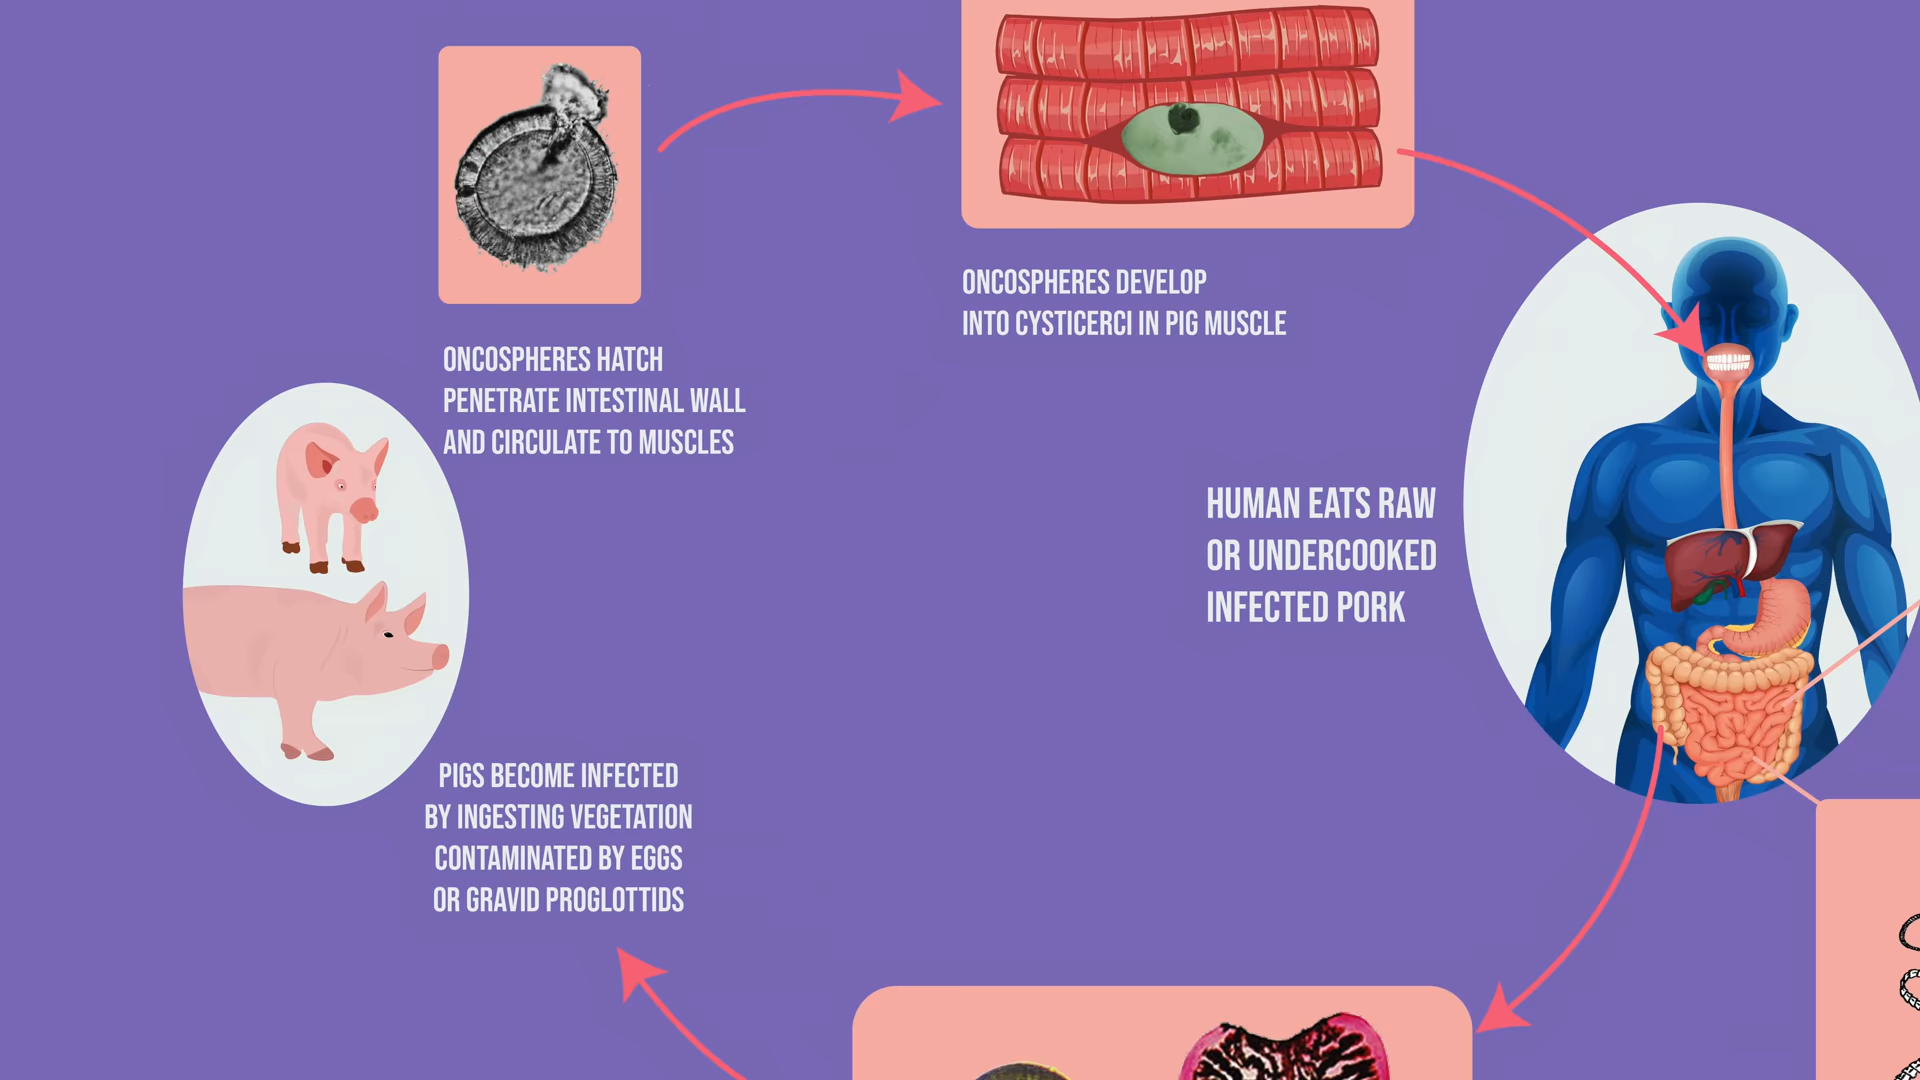 ONCOSPHERES DEVELOP
INTO CYSTICERCI IN PIG MUSCLE
ONCOSPHERES HATCH
PENETRATE INTESTINAL WALL
AND CIRCULATE TO MUSCLES
HUMAN EATS RAW
OR UNDERCOOKED
INFECTED PORK
PIGS BECOME INFECTED
BY INGESTING VEGETATION
CONTAMINATED BY EGGS
OR GRAVID PROGLOTTIDS